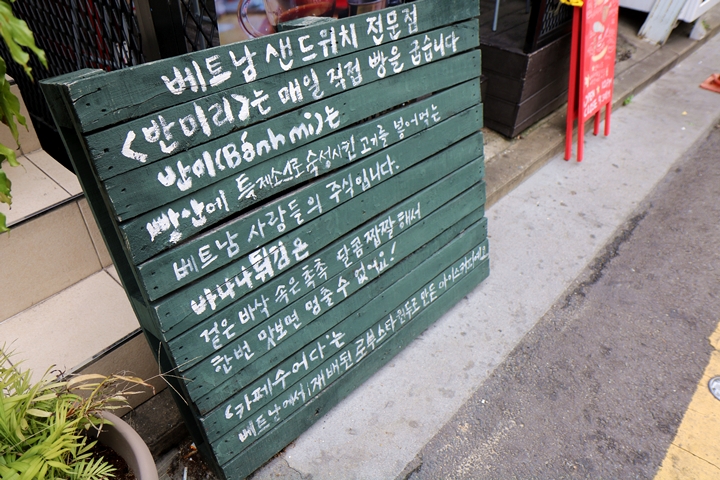 베트남 샌드위치 전문점
<반미리>는 매일 직접 빵을 굽습니다
반미(Bánh mì)는
빵안에 특제소스로 숙성시킨 고기를 넣어먹는
베트남 사람들의 주식입니다.
바나나튀김은
겉은 바삭 속은 촉촉 달콤 짭짤 해서
한번 맛보면 멈출 수 없어요!
'카페수어다'는
베트남에서 재배된 로부스타 원두로 만든 아이스커피에요